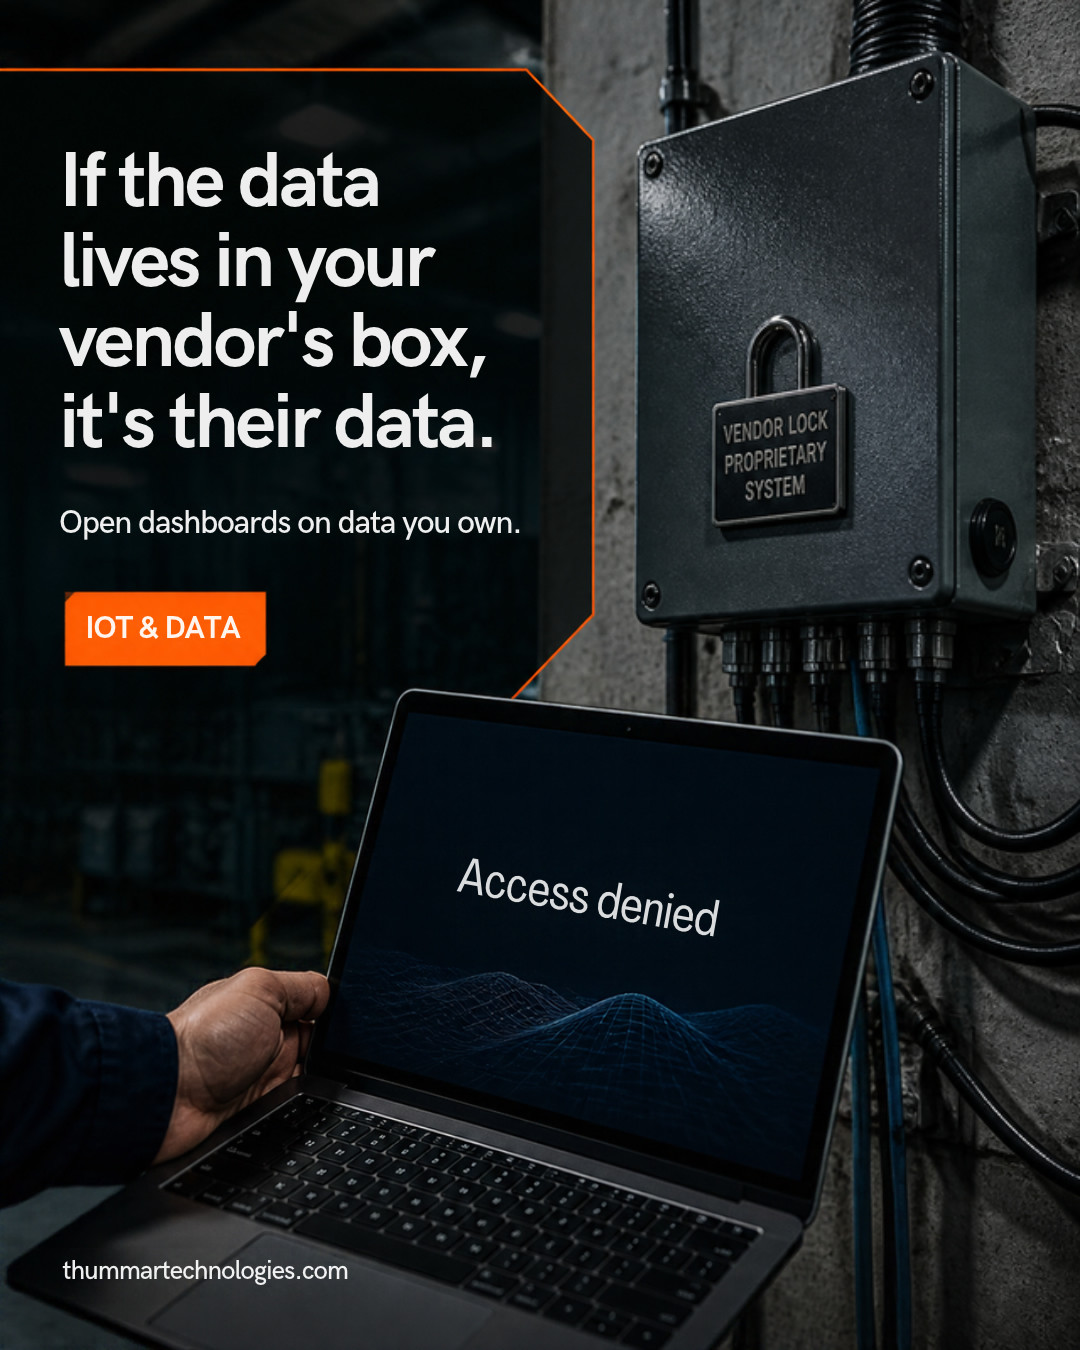 If the data
lives in your
vendor's box,
it's their data.
Open dashboards on data you own.
IOT & DATA
VENDOR LOCK
PROPRIETARY
SYSTEM
Access denied
thummartechnologies.com